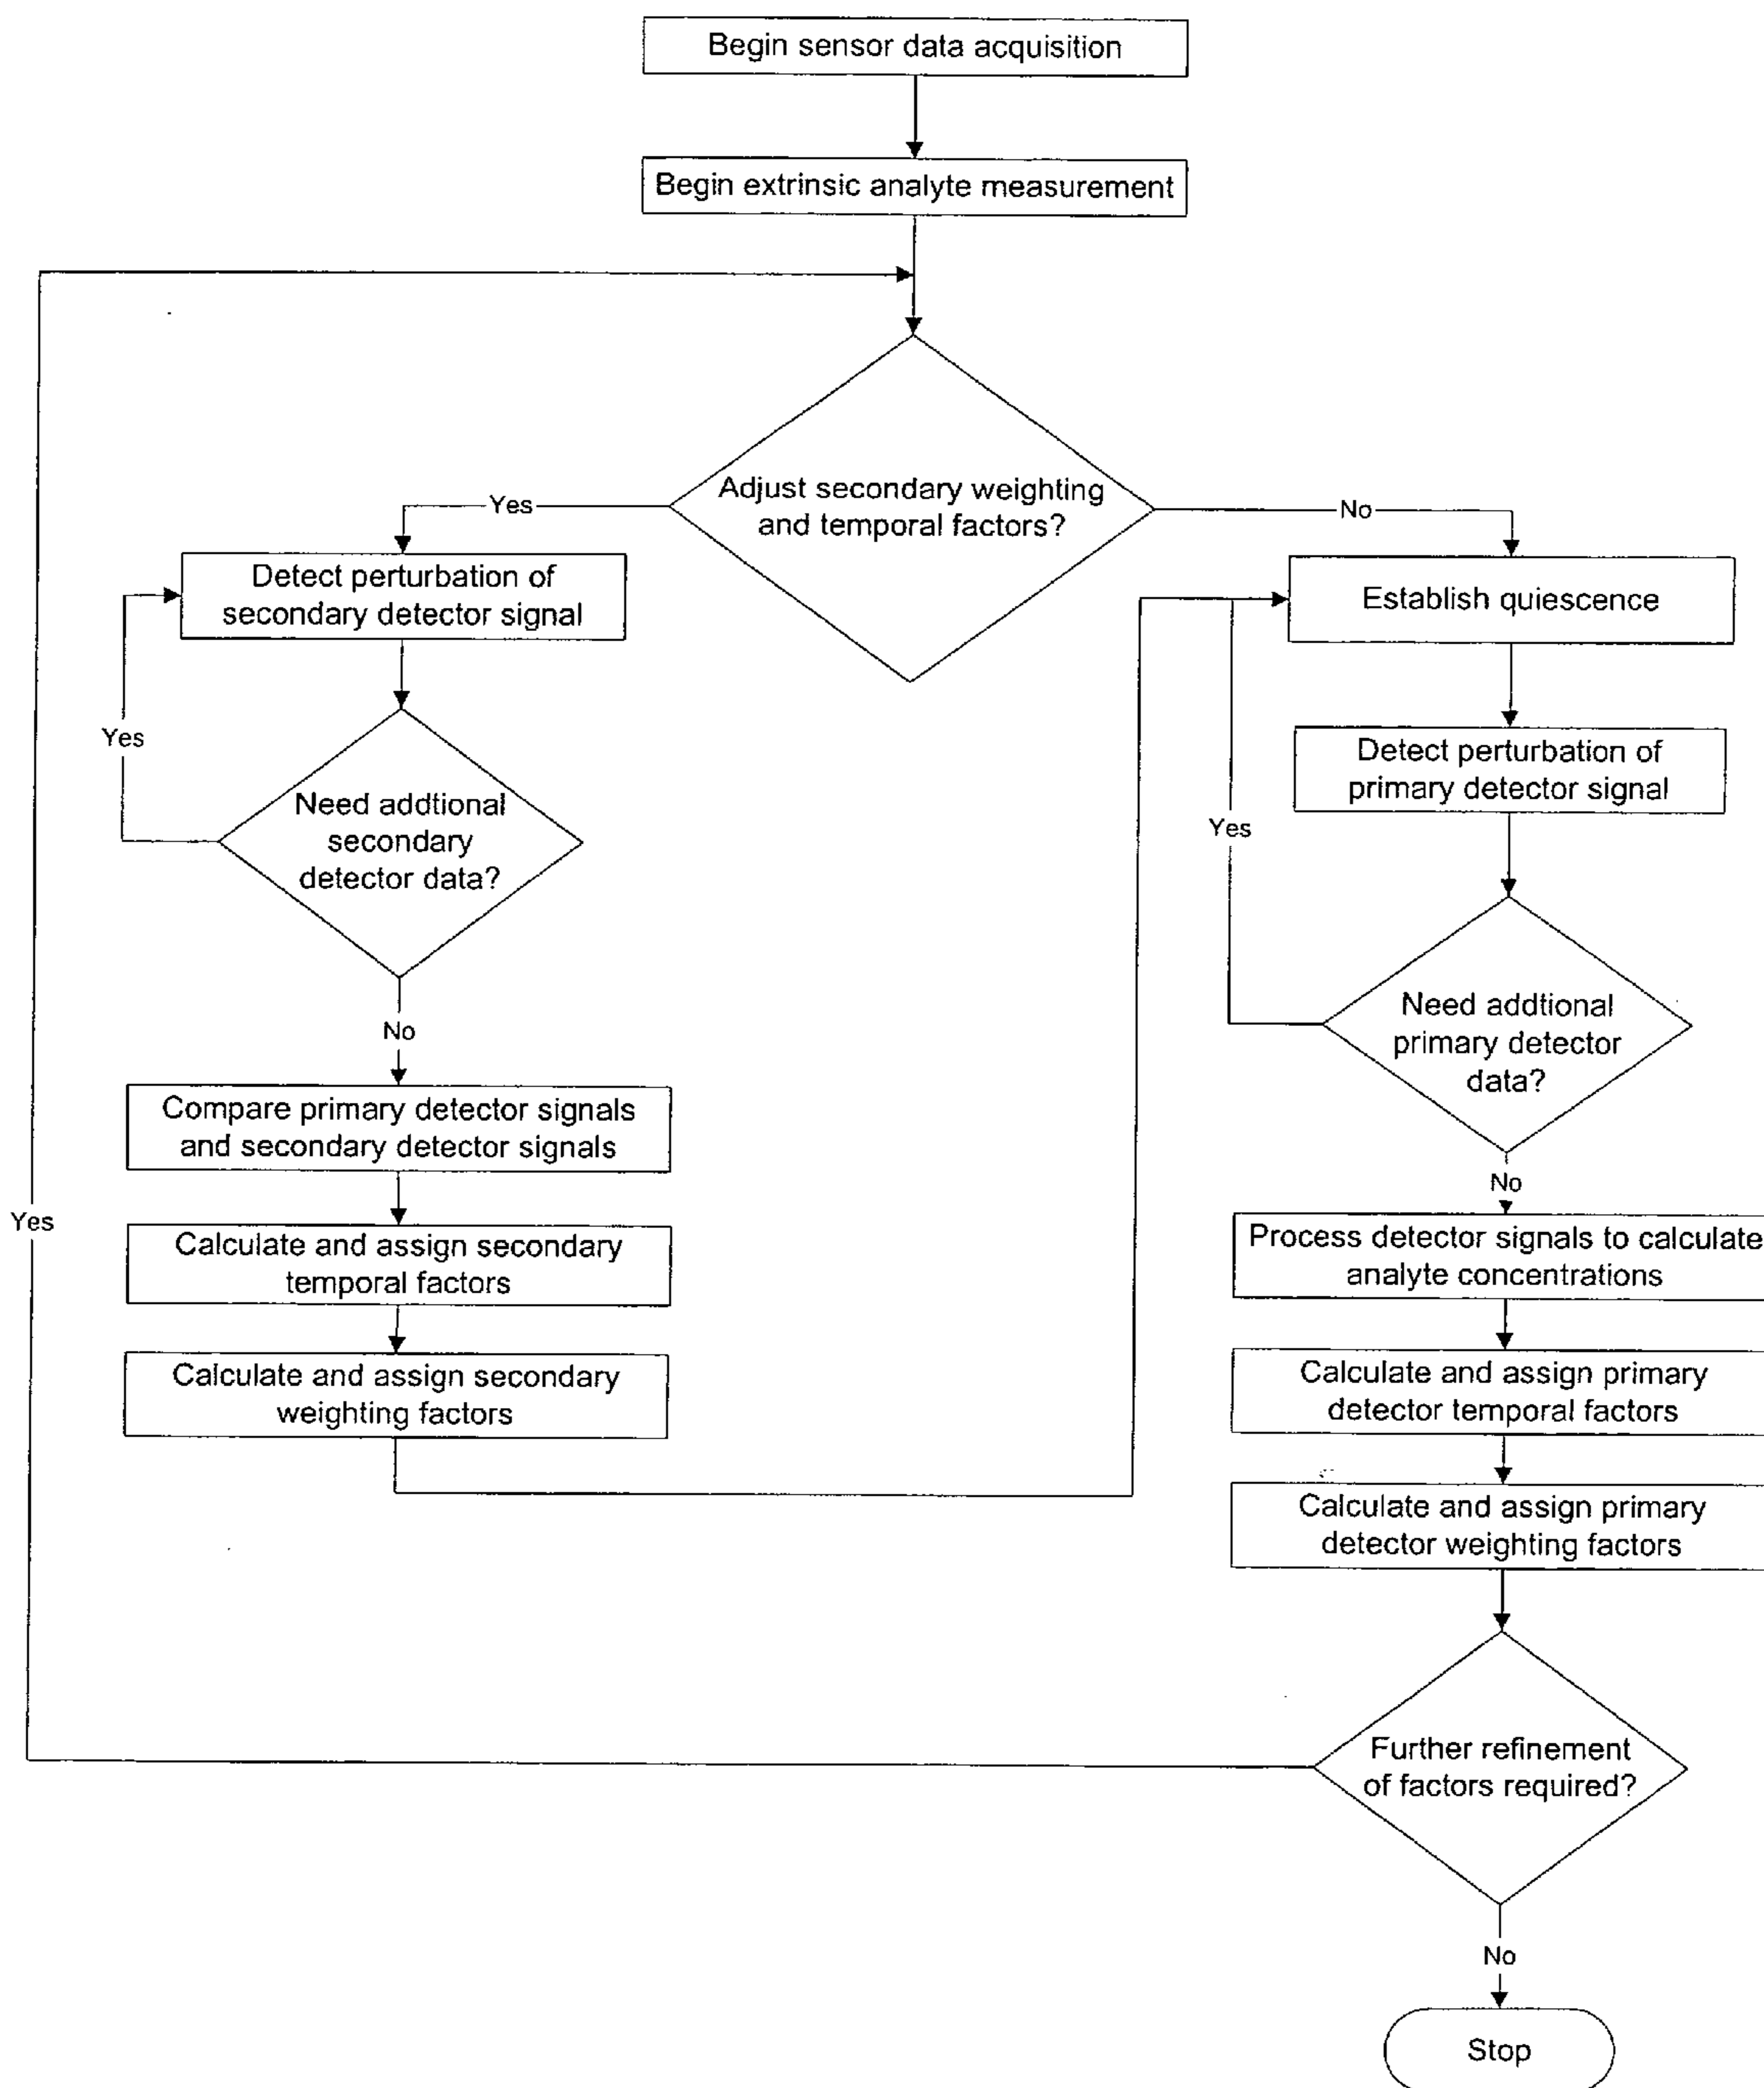 Begin sensor data acquisition
Begin extrinsic analyte measurement
Adjust secondary weighting
and temporal factors?
Yes
No
Detect perturbation of
secondary detector signal
Yes
Need addtional
secondary
detector data?
No
Compare primary detector signals
and secondary detector signals
Calculate and assign secondary
temporal factors
Calculate and assign secondary
weighting factors
Establish quiescence
Detect perturbation of
primary detector signal
Yes
Need addtional
primary detector
data?
No
Process detector signals to calculate
analyte concentrations
Calculate and assign primary
detector temporal factors
Calculate and assign primary
detector weighting factors
Further refinement
of factors required?
Yes
No
Stop